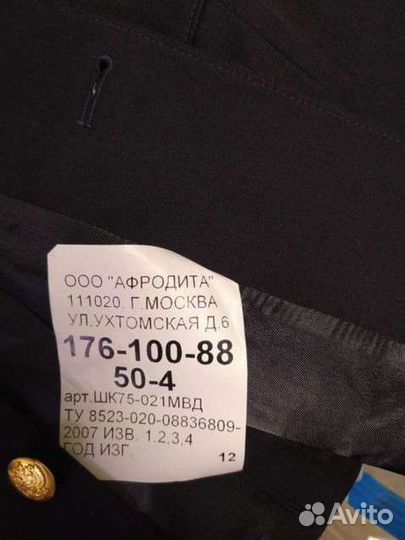 ООО "АФРОДИТА"
111020. Г.МОСКВА
УЛ.УХТОМСКАЯ Д.6
176-100-88
50-4
арт.ШК75-021МВД
ТУ 8523-020-08836809-
2007 ИЗВ. 1,2,3,4
ГОД ИЗГ. 12
Avito